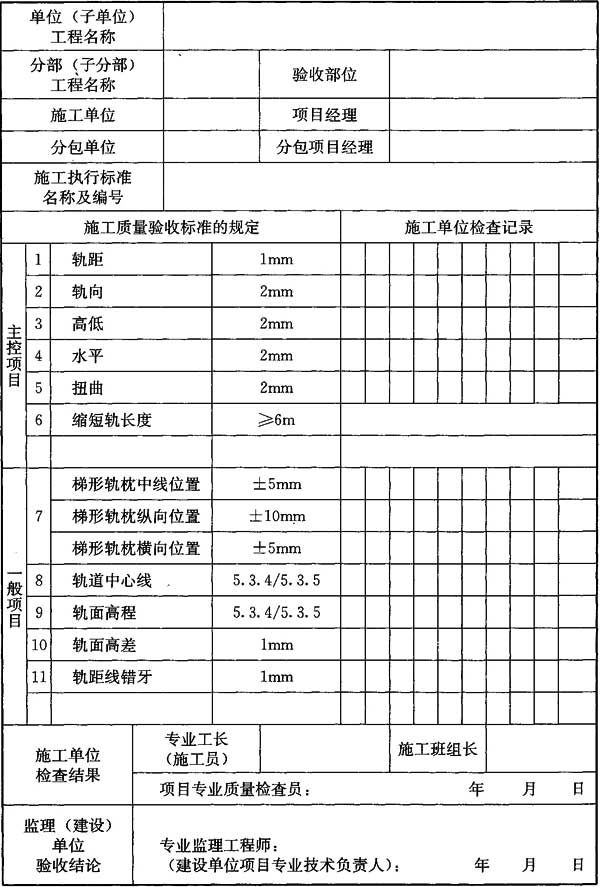 单位（子单位）
工程名称
分部（子分部）
工程名称
验收部位
施工单位
项目经理
分包单位
分包项目经理
施工执行标准
名称及编号
施工质量验收标准的规定
施工单位检查记录
主控项目
1 轨距 1mm
2 轨向 2mm
3 高低 2mm
4 水平 2mm
5 扭曲 2mm
6 缩短轨长度 ⩾6m
一般项目
7
梯形轨枕中线位置 ±5mm
梯形轨枕纵向位置 ±10mm
梯形轨枕横向位置 ±5mm
8 轨道中心线 5.3.4/5.3.5
9 轨面高程 5.3.4/5.3.5
10 轨面高差 1mm
11 轨距线错牙 1mm
施工单位
检查结果
专业工长
（施工员）
施工班组长
项目专业质量检查员： 年 月 日
监理（建设）
单位
验收结论
专业监理工程师：
（建设单位项目专业技术负责人）： 年 月 日